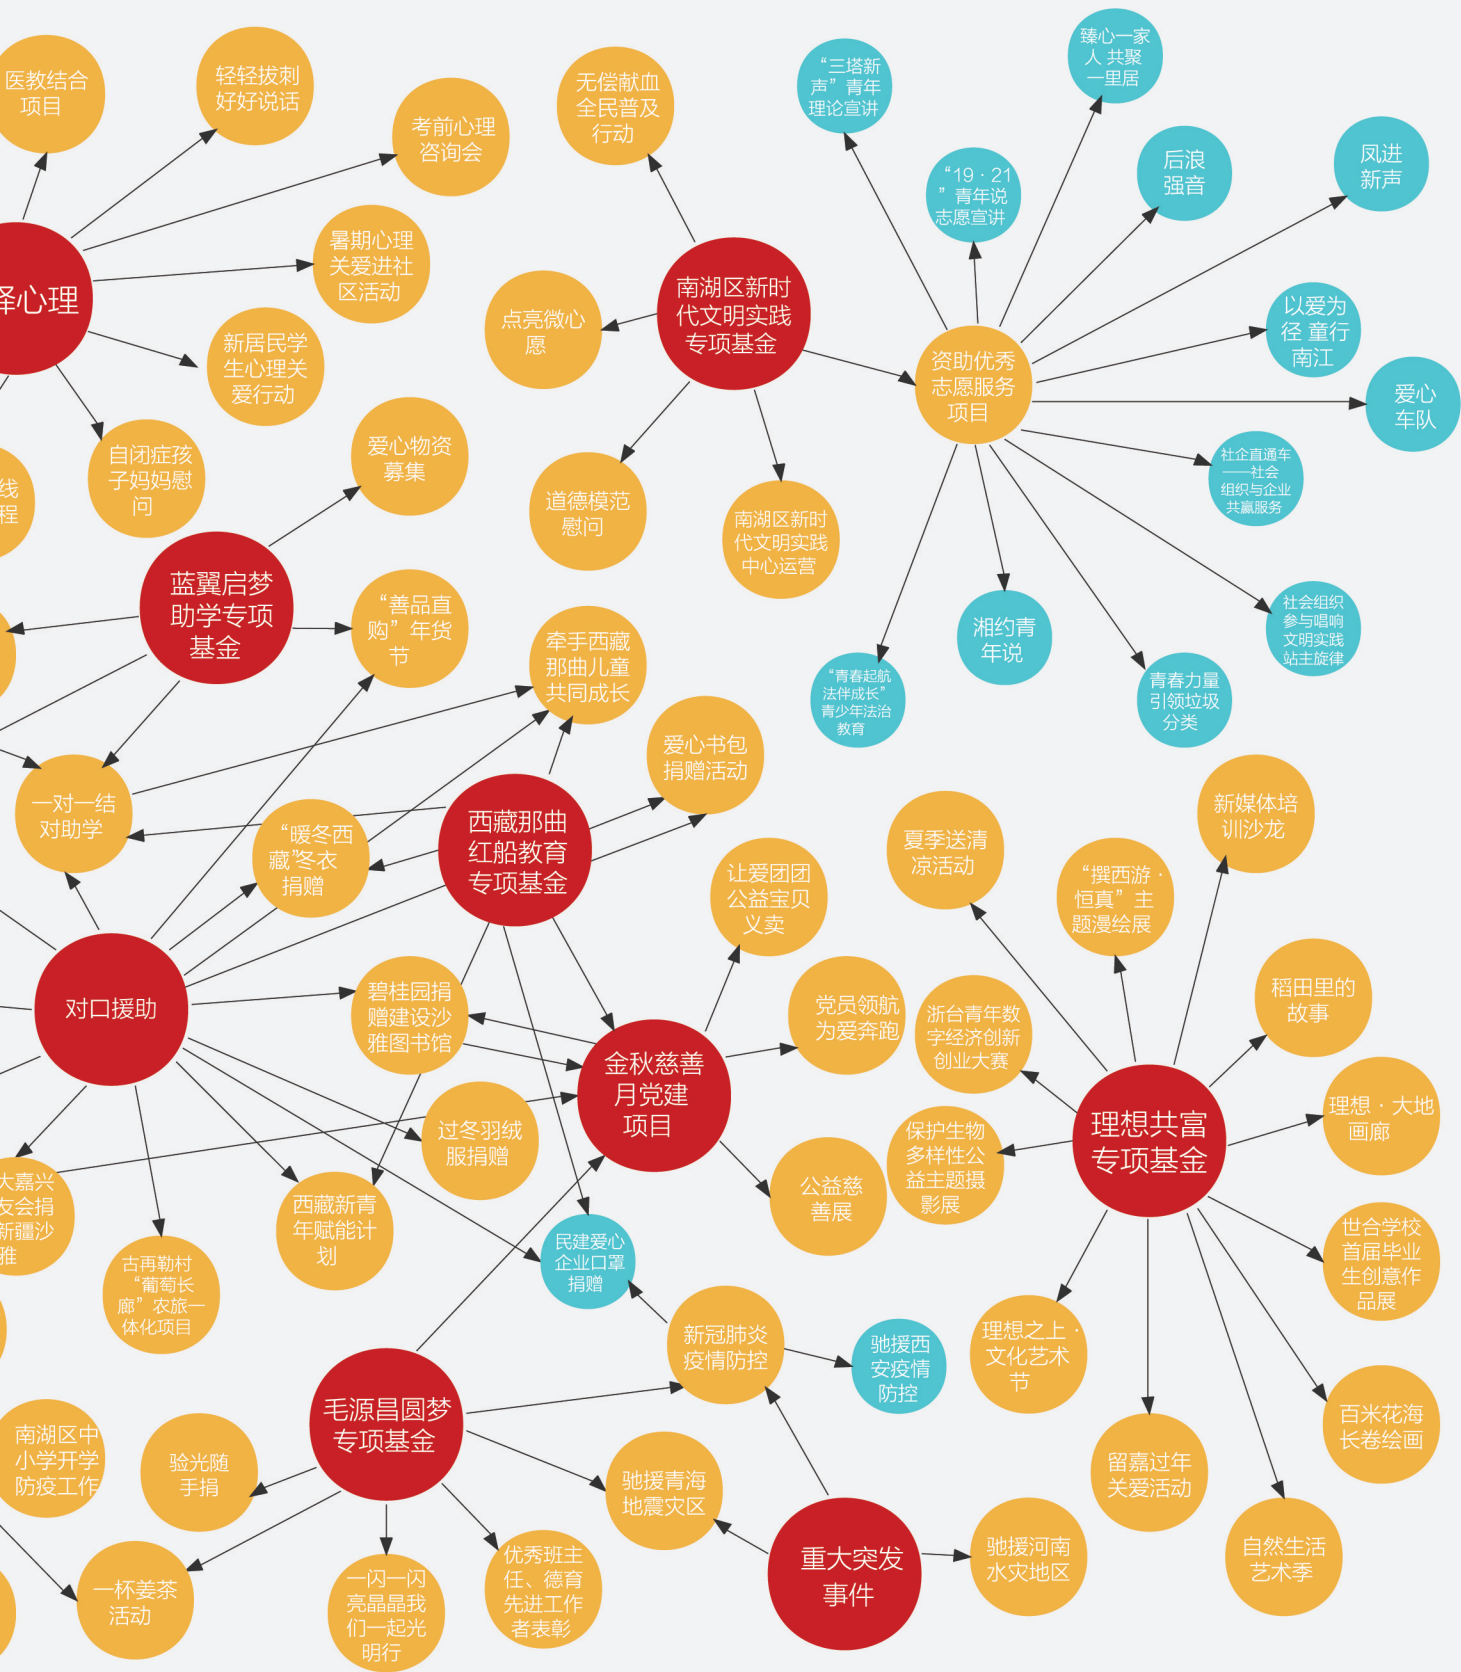 医教结合
项目
轻轻拔刺
好好说话
考前心理
咨询会
暑期心理
关爱进社
区活动
心理
新居民学
生心理关
爱行动
自闭症孩
子妈妈慰
问
线
程
无偿献血
全民普及
行动
点亮微心
愿
南湖区新时
代文明实践
专项基金
道德模范
慰问
南湖区新时
代文明实践
中心运营
“三塔新
声”青年
理论宣讲
臻心一家
人 共聚
一里居
“19·21
”青年说
志愿宣讲
后浪
强音
凤进
新声
以爱为
径 童行
南江
资助优秀
志愿服务
项目
爱心
车队
社企直通车
——社会
组织与企业
共赢服务
社会组织
参与唱响
文明实践
站主旋律
湘约青
年说
青春力量
引领垃圾
分类
“青春起航
法伴成长”
青少年法治
教育
爱心物资
募集
蓝翼启梦
助学专项
基金
“善品直
购”年货
节
牵手西藏
那曲儿童
共同成长
爱心书包
捐赠活动
一对一结
对助学
“暖冬西
藏”冬衣
捐赠
西藏那曲
红船教育
专项基金
让爱团团
公益宝贝
义卖
对口援助
碧桂园捐
赠建设沙
雅图书馆
党员领航
为爱奔跑
金秋慈善
月党建
项目
过冬羽绒
服捐赠
公益慈
善展
大嘉兴
友会捐
新疆沙
雅
古再勒村
“葡萄长
廊”农旅一
体化项目
西藏新青
年赋能计
划
民建爱心
企业口罩
捐赠
新冠肺炎
疫情防控
驰援西
安疫情
防控
夏季送清
凉活动
新媒体培
训沙龙
“撰西游·
恒真”主
题漫绘展
稻田里的
故事
浙台青年数
字经济创新
创业大赛
理想·大地
画廊
保护生物
多样性公
益主题摄
影展
理想共富
专项基金
世合学校
首届毕业
生创意作
品展
理想之上·
文化艺术
节
百米花海
长卷绘画
留嘉过年
关爱活动
自然生活
艺术季
毛源昌圆梦
专项基金
南湖区中
小学开学
防疫工作
验光随
手捐
驰援青海
地震灾区
一杯姜茶
活动
一闪一闪
亮晶晶我
们一起光
明行
优秀班主
任、德育
先进工作
者表彰
重大突发
事件
驰援河南
水灾地区